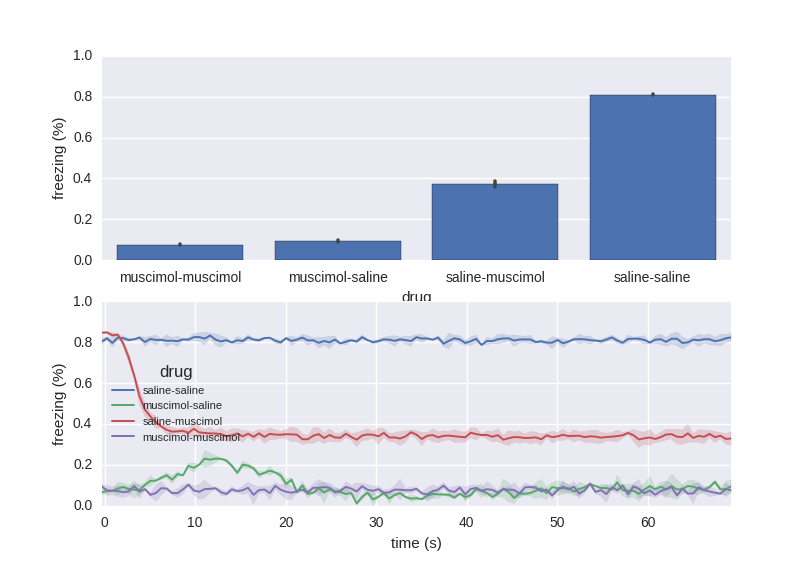 1.0
0.8
0.6
0.4
0.2
0.0
freezing (%)
muscimol-muscimol
muscimol-saline
saline-muscimol
saline-saline
drug
1.0
0.8
0.6
0.4
0.2
0.0
freezing (%)
drug
saline-saline
muscimol-saline
saline-muscimol
muscimol-muscimol
0
10
20
30
40
50
60
time (s)